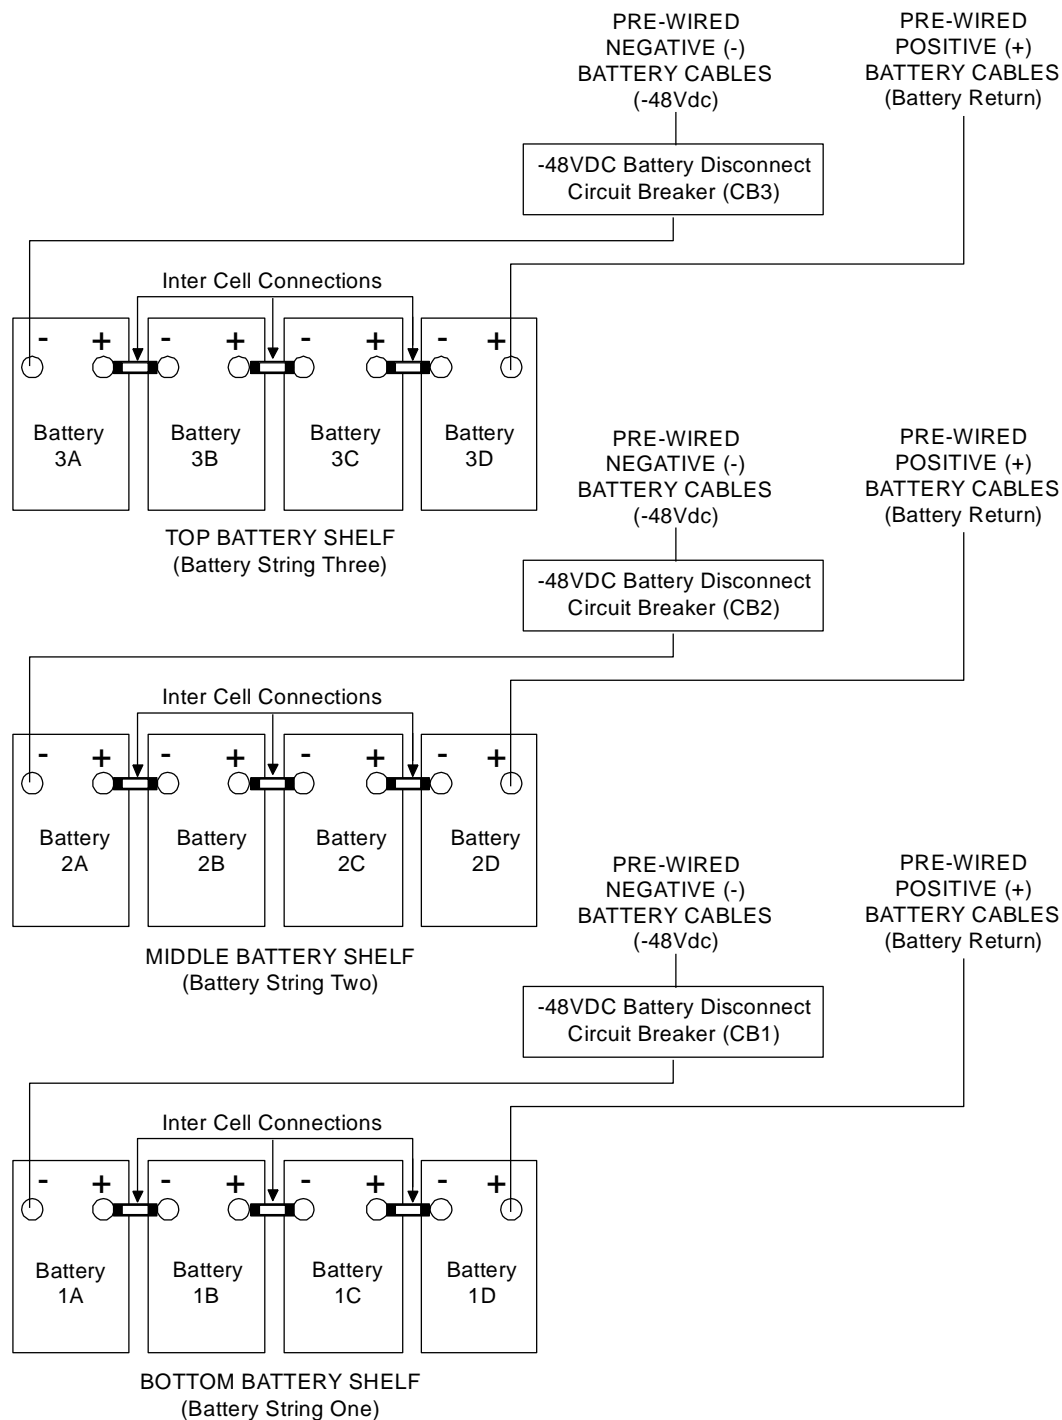 PRE-WIRED
NEGATIVE (-)
BATTERY CABLES
(-48Vdc)
PRE-WIRED
POSITIVE (+)
BATTERY CABLES
(Battery Return)
-48VDC Battery Disconnect
Circuit Breaker (CB3)
Inter Cell Connections
- + - + - + - +
Battery
3A
Battery
3B
Battery
3C
Battery
3D
TOP BATTERY SHELF
(Battery String Three)
PRE-WIRED
NEGATIVE (-)
BATTERY CABLES
(-48Vdc)
PRE-WIRED
POSITIVE (+)
BATTERY CABLES
(Battery Return)
-48VDC Battery Disconnect
Circuit Breaker (CB2)
Inter Cell Connections
- + - + - + - +
Battery
2A
Battery
2B
Battery
2C
Battery
2D
MIDDLE BATTERY SHELF
(Battery String Two)
PRE-WIRED
NEGATIVE (-)
BATTERY CABLES
(-48Vdc)
PRE-WIRED
POSITIVE (+)
BATTERY CABLES
(Battery Return)
-48VDC Battery Disconnect
Circuit Breaker (CB1)
Inter Cell Connections
- + - + - + - +
Battery
1A
Battery
1B
Battery
1C
Battery
1D
BOTTOM BATTERY SHELF
(Battery String One)